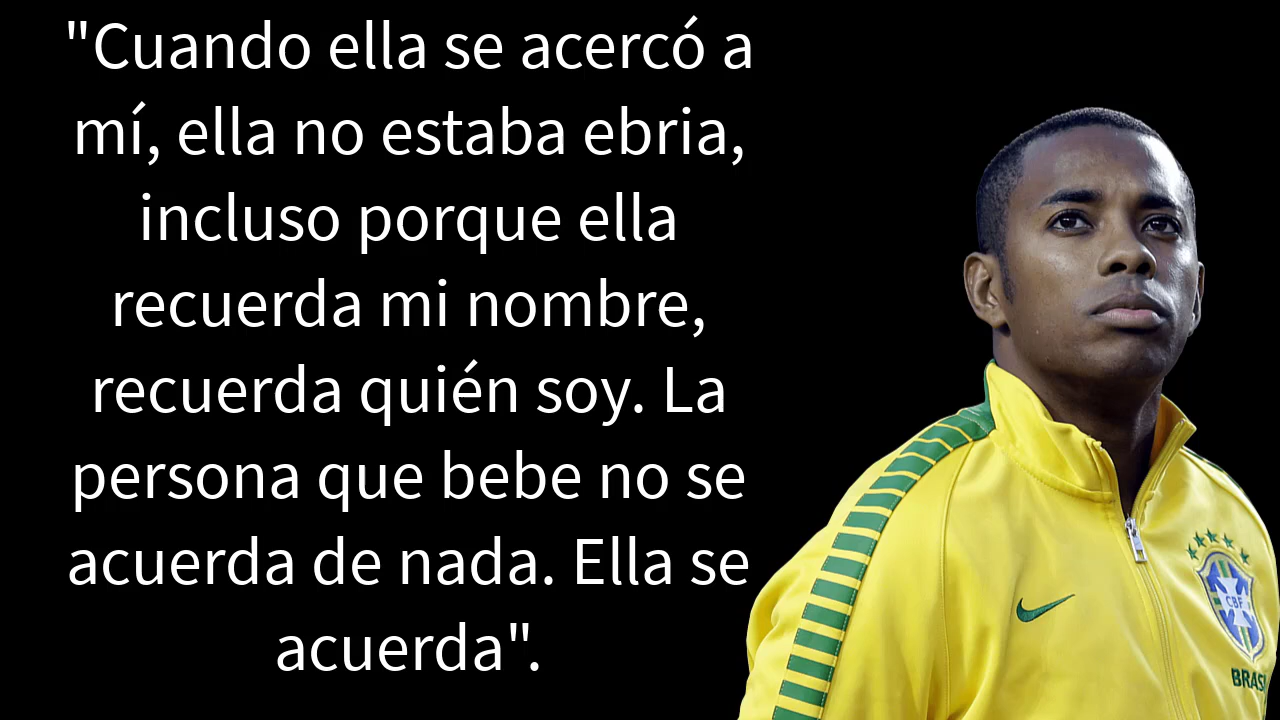 "Cuando ella se acercó a
mí, ella no estaba ebria,
incluso porque ella
recuerda mi nombre,
recuerda quién soy. La
persona que bebe no se
acuerda de nada. Ella se
acuerda".
CBF
BRAS